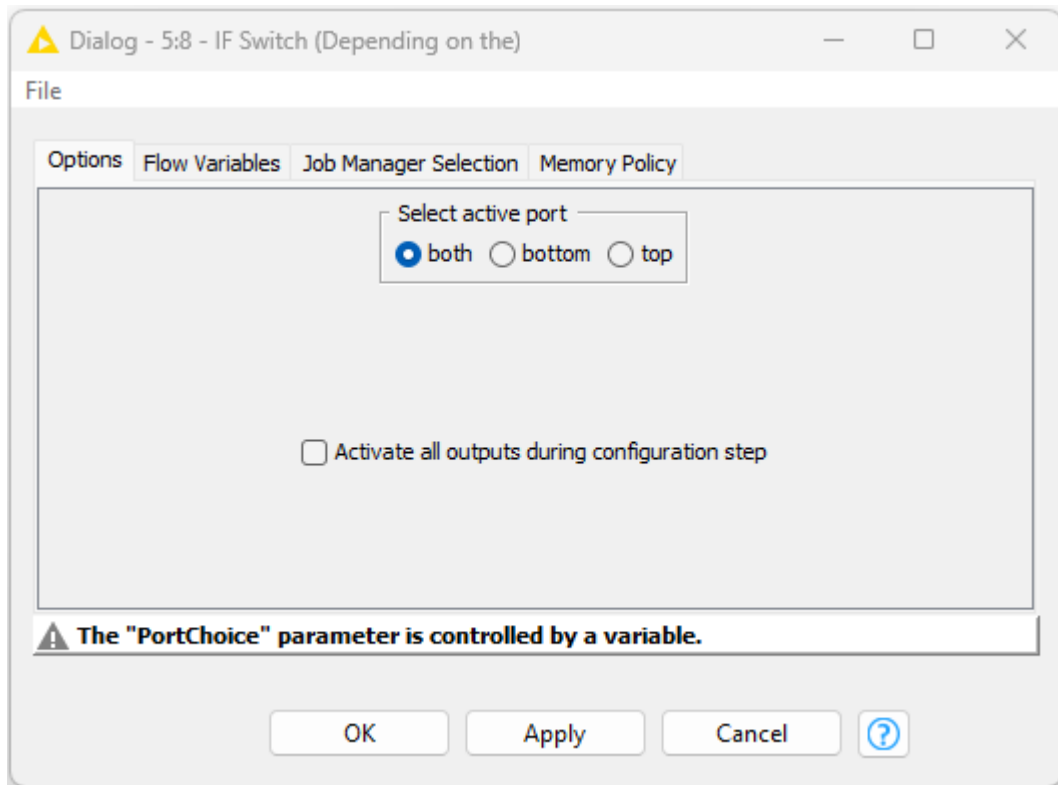 Dialog - 5:8 - IF Switch (Depending on the)
File
Options Flow Variables Job Manager Selection Memory Policy
Select active port
both bottom top
Activate all outputs during configuration step
The "PortChoice" parameter is controlled by a variable.
OK Apply Cancel ?